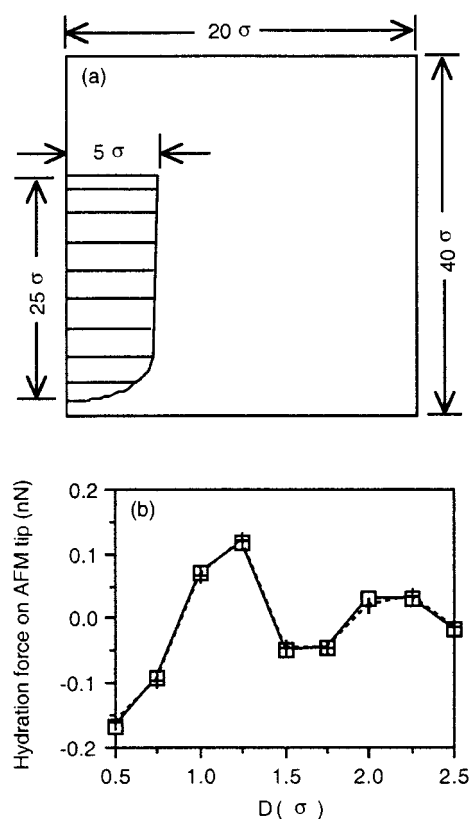 20 σ
(a)
5 σ
25 σ
40 σ
(b)
Hydration force on AFM tip (nN)
0.2
0.1
0.0
-0.1
-0.2
0.5
1.0
1.5
2.0
2.5
D( σ)